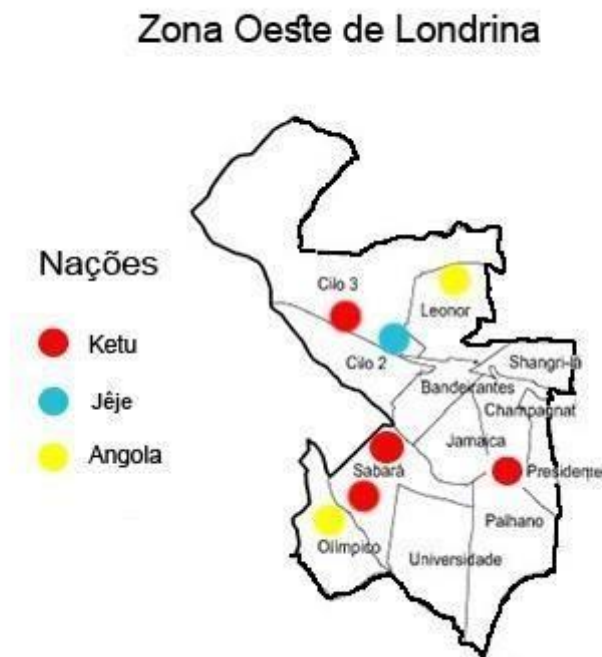 Zona Oeste de Londrina
Nações
Ketu
Jêje
Angola
Cilo 3
Leonor
Cilo 2
Shangri-lá
Bandeirantes
Champagnat
Jamaica
Sabará
Presidente
Palhano
Olímpico
Universidade